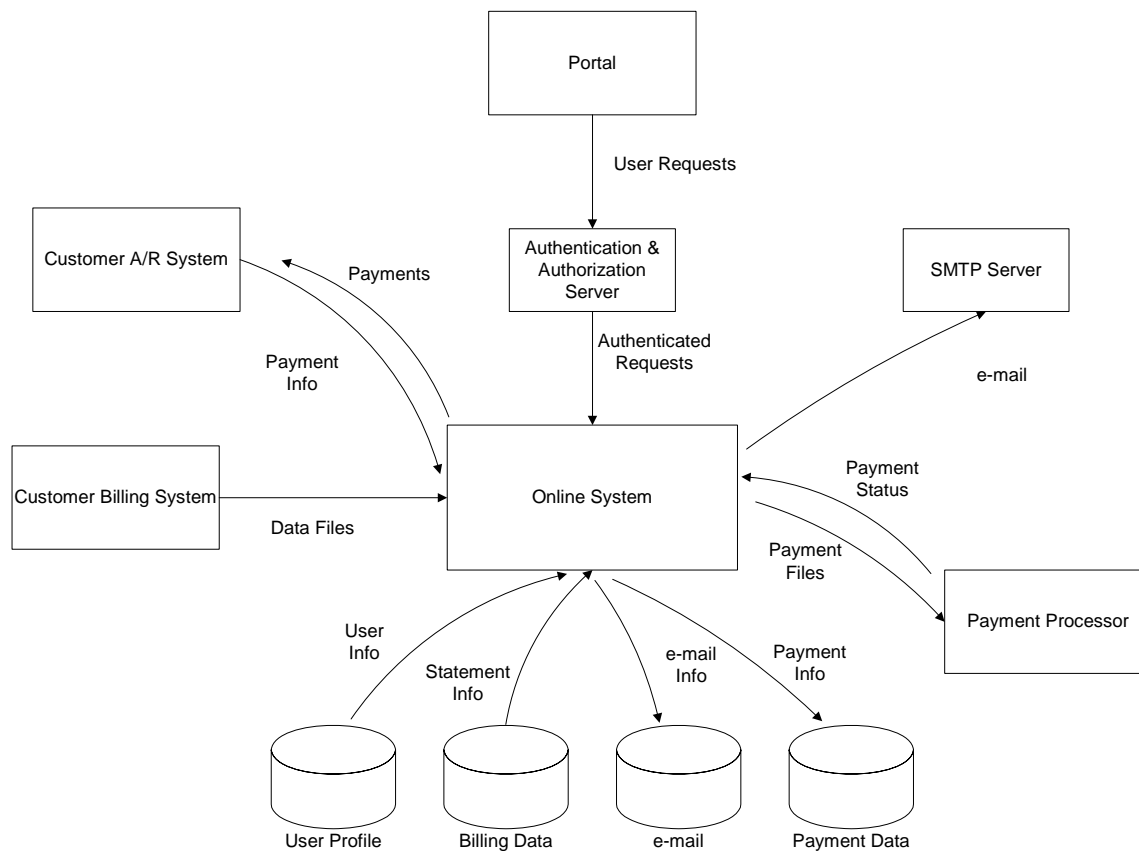 Portal
User Requests
Authentication &
Authorization
Server
Customer A/R System
SMTP Server
Payments
Authenticated
Requests
Payment
Info
e-mail
Customer Billing System
Data Files
Online System
Payment
Status
Payment
Files
Payment Processor
User
Info
Statement
Info
e-mail
Info
Payment
Info
User Profile
Billing Data
e-mail
Payment Data